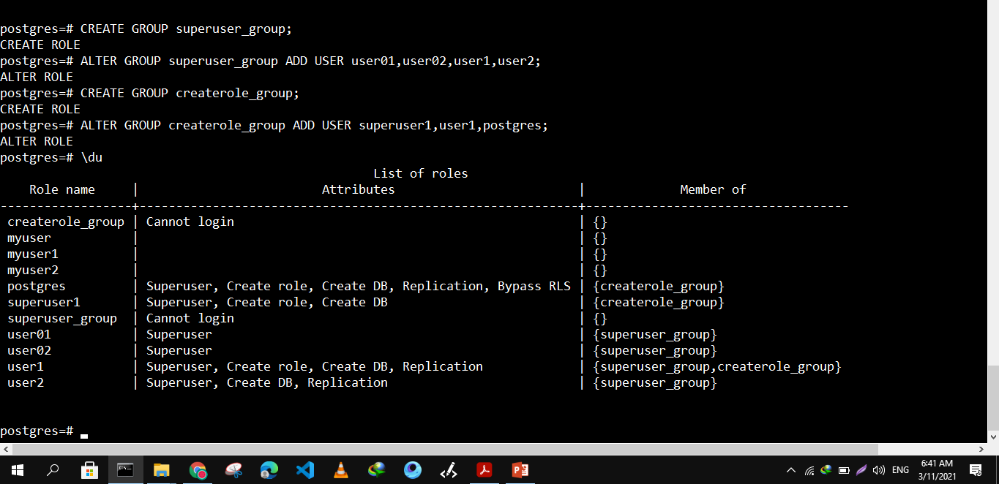 postgres=# CREATE GROUP superuser_group;
CREATE ROLE
postgres=# ALTER GROUP superuser_group ADD USER user01,user02,user1,user2;
ALTER ROLE
postgres=# CREATE GROUP createrole_group;
CREATE ROLE
postgres=# ALTER GROUP createrole_group ADD USER superuser1,user1,postgres;
ALTER ROLE
postgres=# \du
                                                   List of roles
    Role name     |                         Attributes                         |             Member of
------------------+------------------------------------------------------------+------------------------------------
 createrole_group | Cannot login                                               | {}
 myuser           |                                                            | {}
 myuser1          |                                                            | {}
 myuser2          |                                                            | {}
 postgres         | Superuser, Create role, Create DB, Replication, Bypass RLS | {createrole_group}
 superuser1       | Superuser, Create role, Create DB                          | {createrole_group}
 superuser_group  | Cannot login                                               | {}
 user01           | Superuser                                                  | {superuser_group}
 user02           | Superuser                                                  | {superuser_group}
 user1            | Superuser, Create role, Create DB, Replication             | {superuser_group,createrole_group}
 user2            | Superuser, Create DB, Replication                          | {superuser_group}
postgres=#
ENG
6:41 AM
3/11/2021